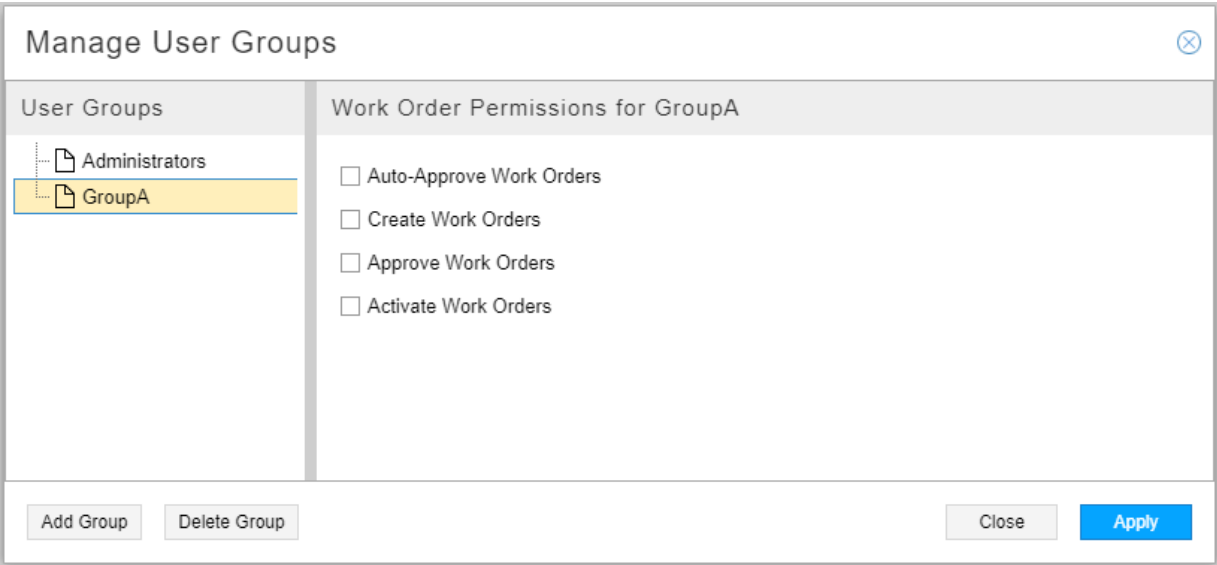 Manage User Groups
User Groups
Work Order Permissions for GroupA
Administrators
GroupA
Auto-Approve Work Orders
Create Work Orders
Approve Work Orders
Activate Work Orders
Add Group
Delete Group
Close
Apply